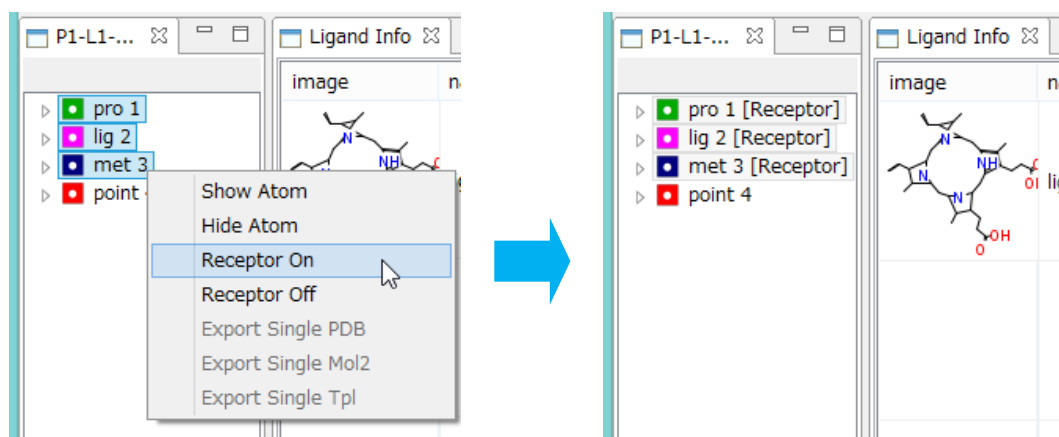 P1-L1-...
Ligand Info
image
n
pro 1
lig 2
met 3
point
N
NH
Show Atom
Hide Atom
Receptor On
Receptor Off
Export Single PDB
Export Single Mol2
Export Single Tpl
P1-L1-...
Ligand Info
image
n
pro 1 [Receptor]
lig 2 [Receptor]
met 3 [Receptor]
point 4
N
NH
N
N
OH
O